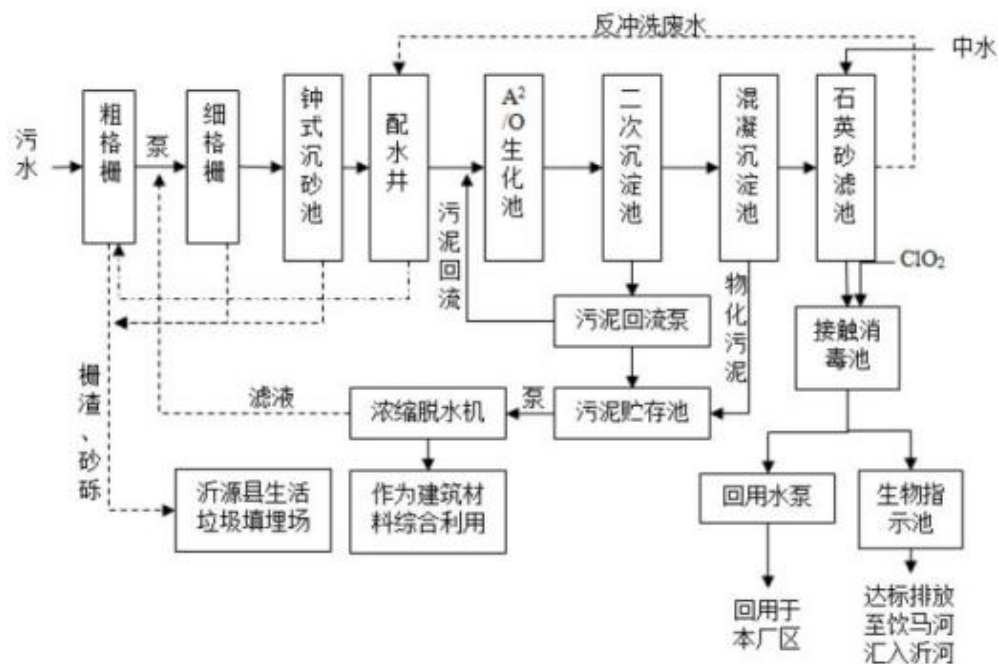 反冲洗废水
中水
污
水
粗
格
栅
泵
细
格
栅
钟
式
沉
砂
池
配
水
井
A²
/O
生
化
池
二
次
沉
淀
池
混
凝
沉
淀
池
石
英
砂
滤
池
污
泥
回
流
物
化
污
泥
ClO₂
污泥回流泵
接触消
毒池
栅
渣
、
砂
砾
滤液
浓缩脱水机
泵
污泥贮存池
沂源县生活
垃圾填埋场
作为建筑材
料综合利用
回用水泵
生物指
示池
回用于
本厂区
达标排放
至饮马河
汇入沂河